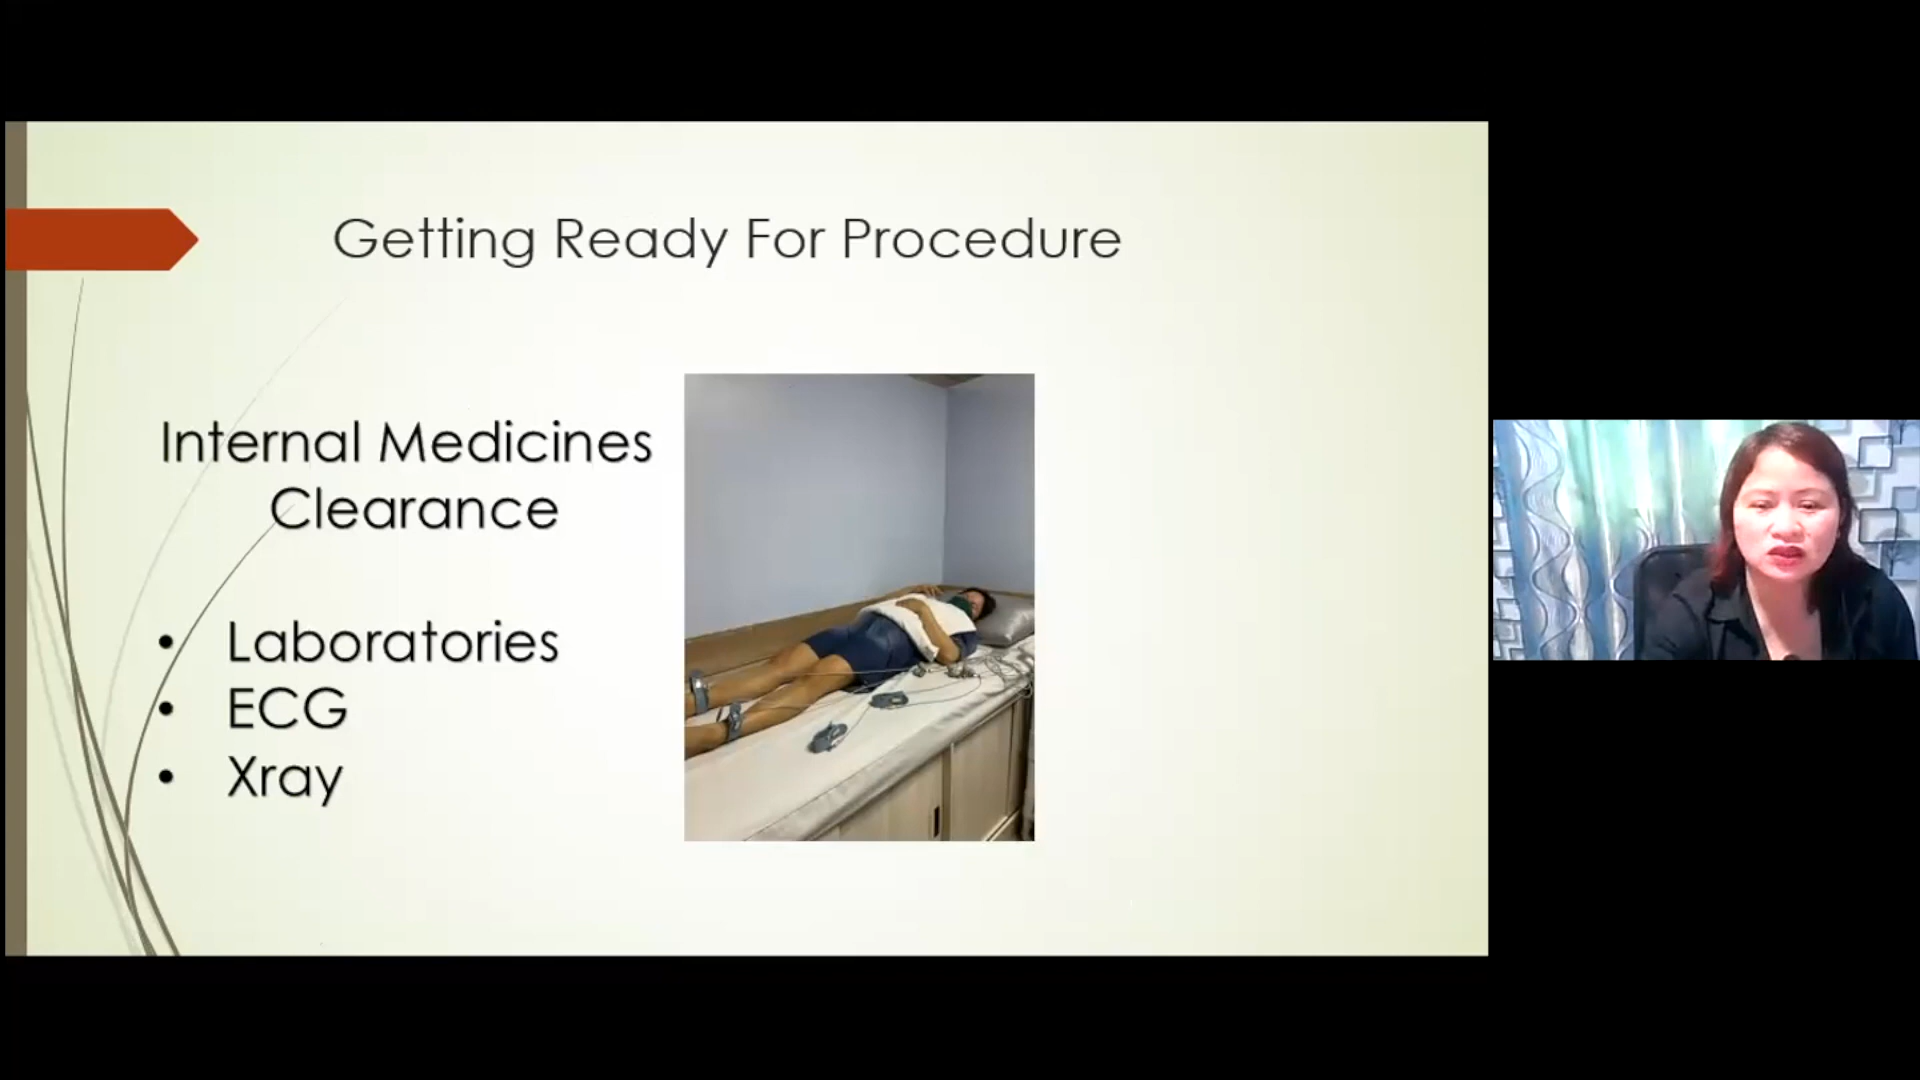 Getting Ready For Procedure
Internal Medicines
Clearance
• Laboratories
• ECG
• Xray